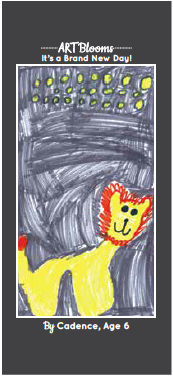 ART Blooms
It's a Brand New Day!
By Cadence, Age 6